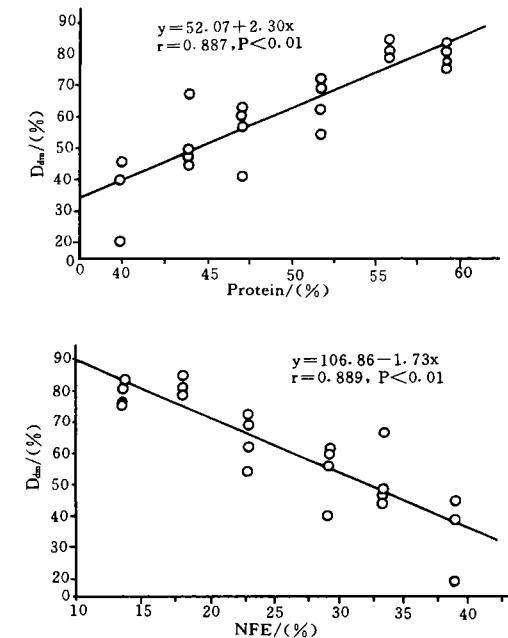 y=52.07+2.30x
r=0.887,P<0.01
90
80
70
60
50
40
30
20
0
D_dm/(%)
0 40 45 50 55 60
Protein/(%)
y=106.86-1.73x
r=0.889, P<0.01
90
80
70
60
50
40
30
20
0
D_dm/(%)
10 15 20 25 30 35 40
NFE/(%)